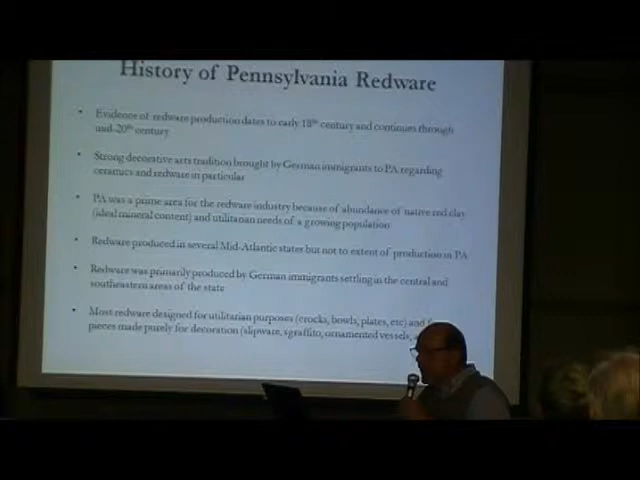 History of Pennsylvania Redware
• Evidence of redware production dates to early 18th century and continues through
mid-20th century
• Strong decorative arts tradition brought by German immigrants to PA regarding
ceramics and redware in particular
• PA was a prime area for the redware industry because of abundance of native red clay
(ideal mineral content) and utilitarian needs of a growing population
• Redware produced in several Mid-Atlantic states but not to extent of production in PA
• Redware was primarily produced by German immigrants settling in the central and
southeastern areas of the state
• Most redware designed for utilitarian purposes (crocks, bowls, plates, etc) and
pieces made purely for decoration (slipware, sgraffito, ornamented vessels,